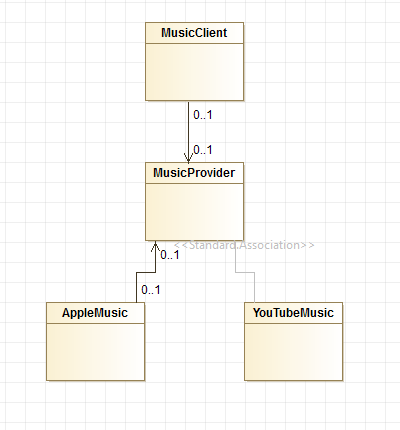 MusicClient
0..1
0..1
MusicProvider
<<Standard.Association>>
0..1
0..1
AppleMusic
YouTubeMusic